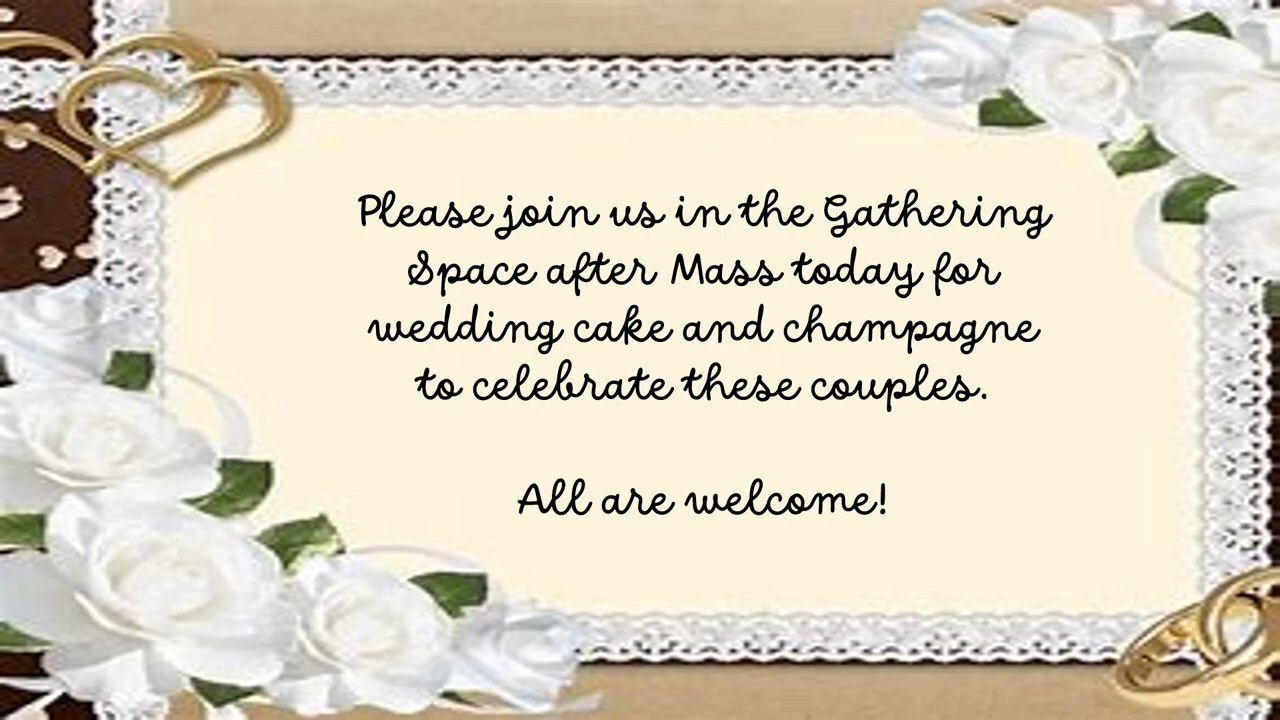 Please join us in the Gathering
Space after Mass today for
wedding cake and champagne
to celebrate these couples.
All are welcome!